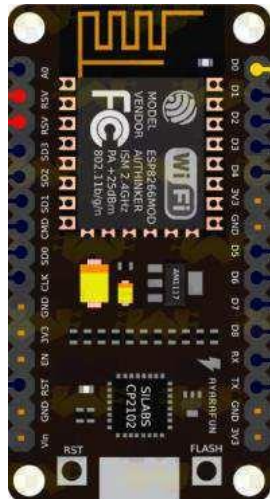 A0
RSV
RSV
SD3
SD2
SD1
CMD
SD0
CLK
GND
3V3
EN
RST
GND
Vin
MODEL
VENDOR
ESP8266MOD
AI-THINKER
ISM 2.4GHz
PA +25dBm
802.11b/g/n
FC
Wi Fi
AMS1117
SILABS
CP2102
AYARAFUN
RST
FLASH
D0
D1
D2
D3
D4
3V3
GND
D5
D6
D7
D8
RX
TX
GND
3V3